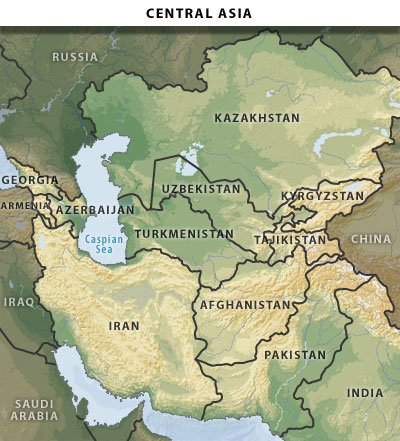 CENTRAL ASIA
RUSSIA
KAZAKHSTAN
GEORGIA
UZBEKISTAN
KYRGYZSTAN
ARMENIA
AZERBAIJAN
TURKMENISTAN
TAJIKISTAN
CHINA
Caspian
Sea
IRAQ
AFGHANISTAN
IRAN
PAKISTAN
INDIA
SAUDI
ARABIA